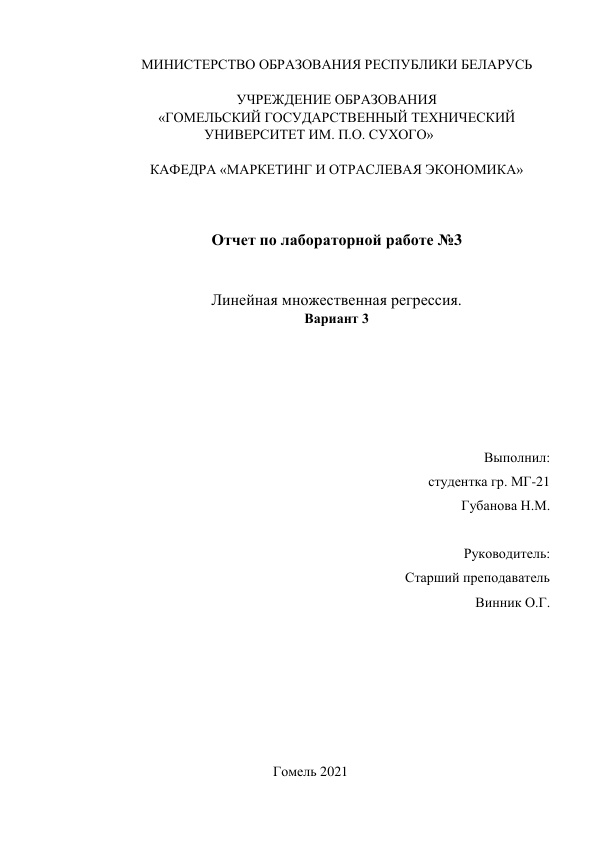 МИНИСТЕРСТВО ОБРАЗОВАНИЯ РЕСПУБЛИКИ БЕЛАРУСЬ
УЧРЕЖДЕНИЕ ОБРАЗОВАНИЯ
«ГОМЕЛЬСКИЙ ГОСУДАРСТВЕННЫЙ ТЕХНИЧЕСКИЙ
УНИВЕРСИТЕТ ИМ. П.О. СУХОГО»
КАФЕДРА «МАРКЕТИНГ И ОТРАСЛЕВАЯ ЭКОНОМИКА»
Отчет по лабораторной работе №3
Линейная множественная регрессия.
Вариант 3
Выполнил:
студентка гр. МГ-21
Губанова Н.М.
Руководитель:
Старший преподаватель
Винник О.Г.
Гомель 2021